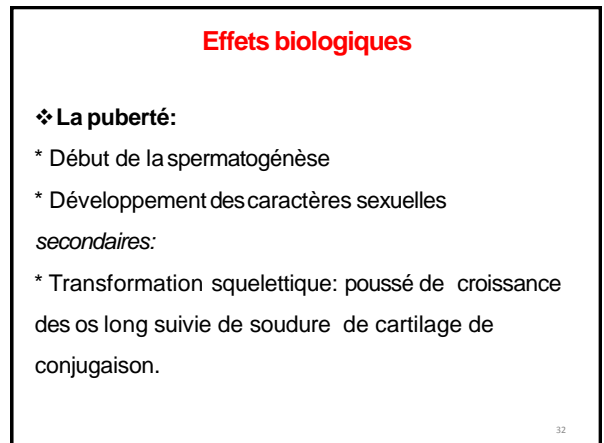 Effets biologiques
❖ La puberté:
* Début de la spermatogénèse
* Développement des caractères sexuelles
secondaires:
* Transformation squelettique: poussé de croissance
des os long suivie de soudure de cartilage de
conjugaison.
32